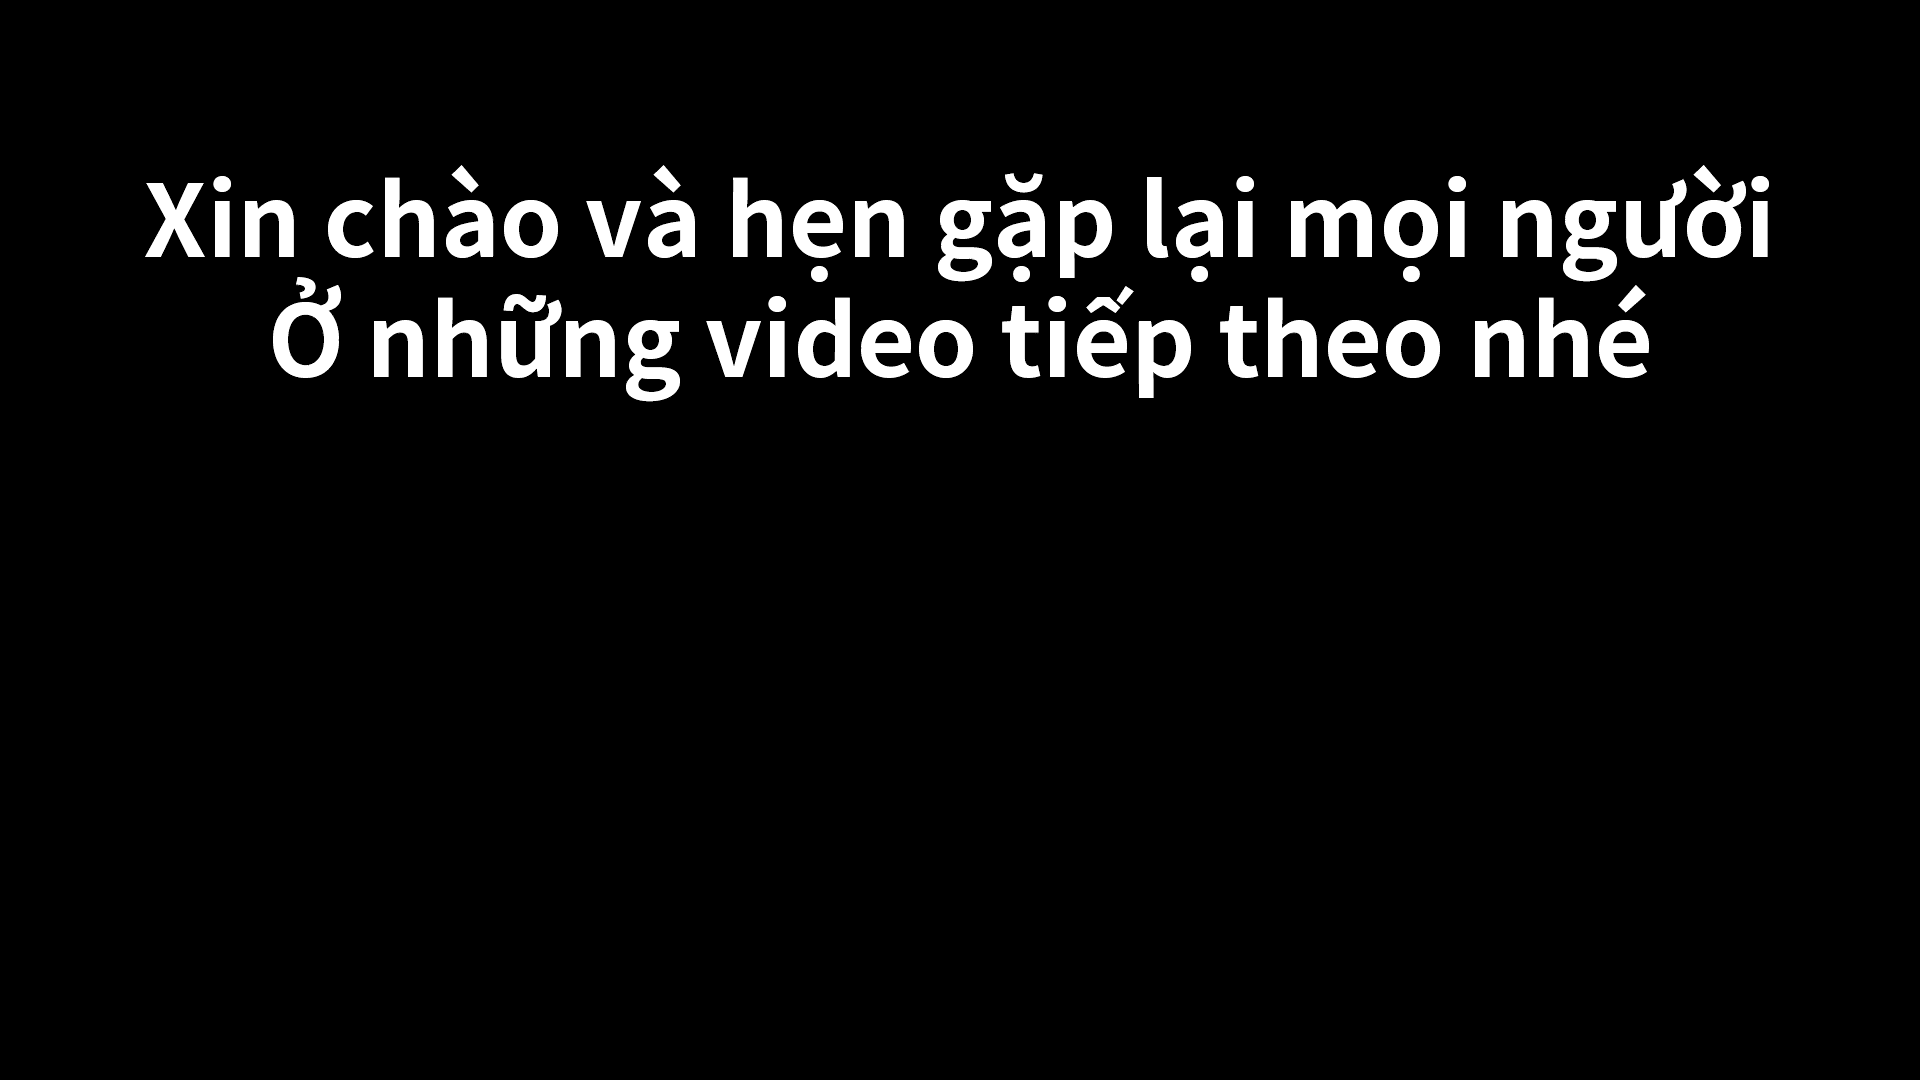 Xin chào và hẹn gặp lại mọi người
Ở những video tiếp theo nhé